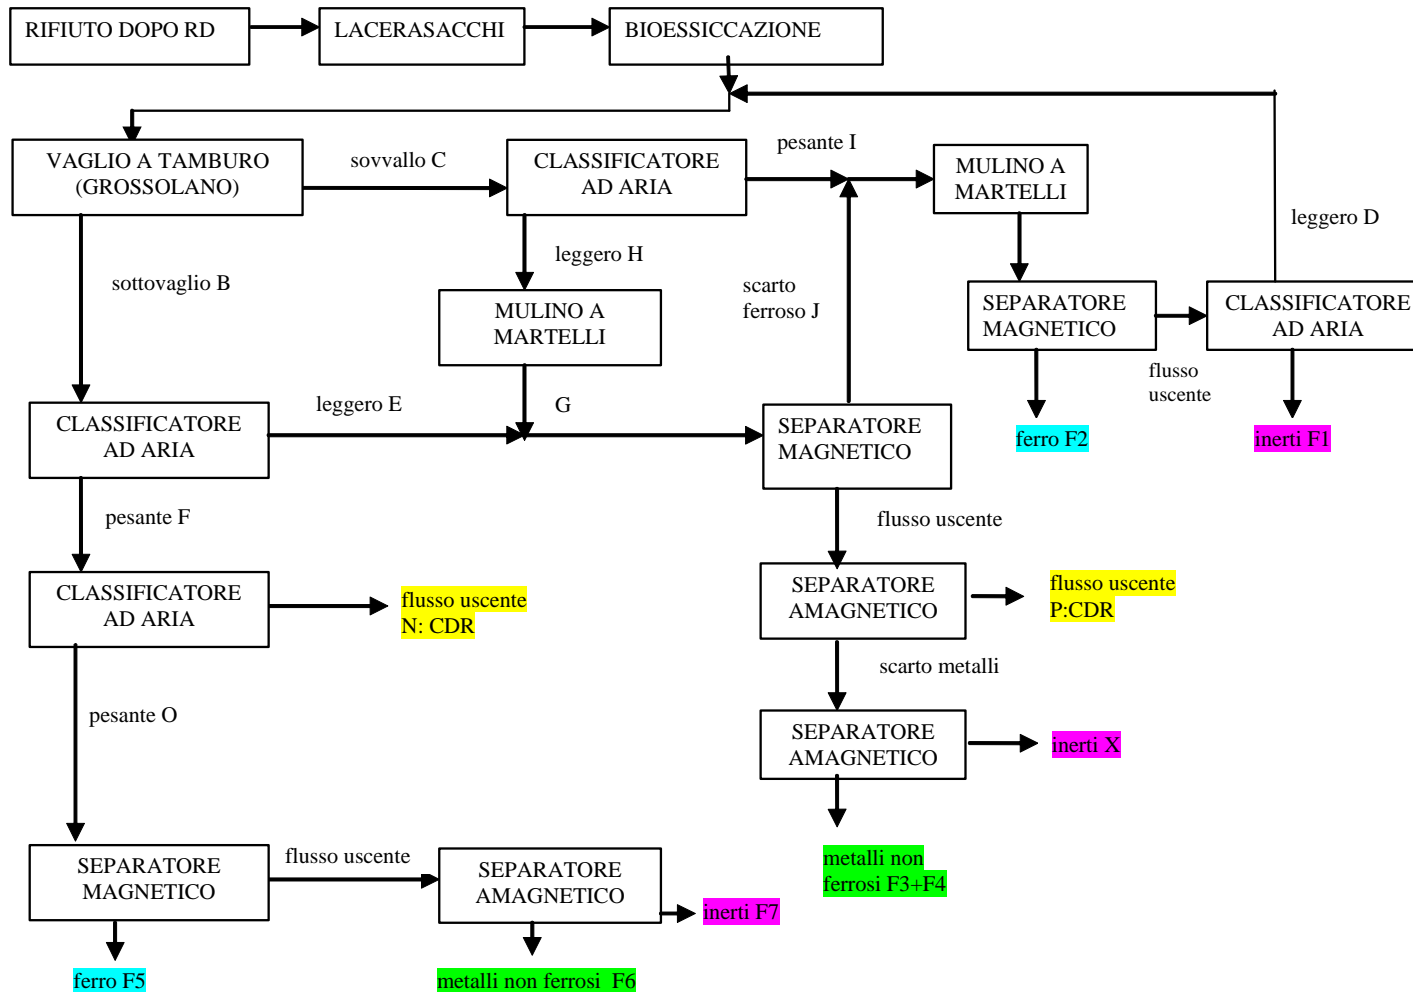 RIFIUTO DOPO RD
LACERASACCHI
BIOESSICCAZIONE
VAGLIO A TAMBURO
(GROSSOLANO)
sovvallo C
CLASSIFICATORE
AD ARIA
pesante I
MULINO A
MARTELLI
leggero D
sottovaglio B
leggero H
MULINO A
MARTELLI
scarto
ferroso J
SEPARATORE
MAGNETICO
flusso
uscente
CLASSIFICATORE
AD ARIA
ferro F2
inerti F1
CLASSIFICATORE
AD ARIA
leggero E
G
SEPARATORE
MAGNETICO
pesante F
flusso uscente
CLASSIFICATORE
AD ARIA
flusso uscente
N: CDR
SEPARATORE
AMAGNETICO
flusso uscente
P:CDR
scarto metalli
pesante O
SEPARATORE
AMAGNETICO
inerti X
metalli non
ferrosi F3+F4
SEPARATORE
MAGNETICO
flusso uscente
SEPARATORE
AMAGNETICO
inerti F7
ferro F5
metalli non ferrosi  F6